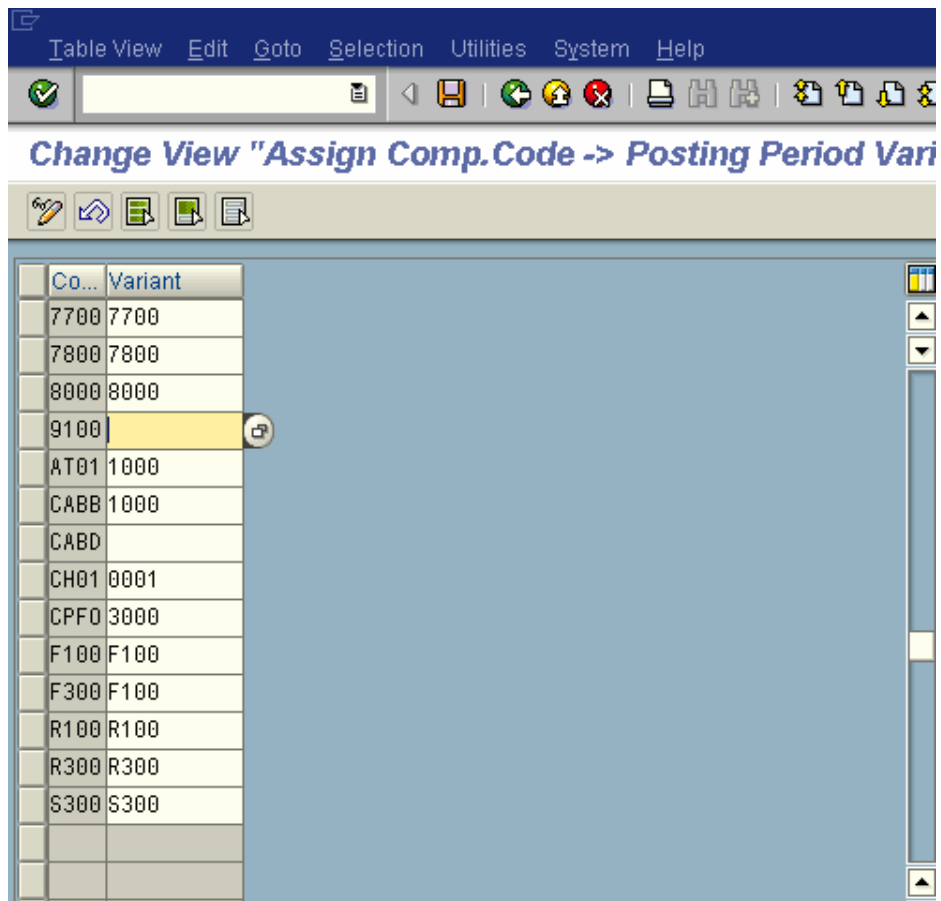 Table View Edit Goto Selection Utilities System Help
Change View "Assign Comp.Code -> Posting Period Vari
Co... Variant
7700 7700
7800 7800
8000 8000
9100
AT01 1000
CABB 1000
CABD
CH01 0001
CPF0 3000
F100 F100
F300 F100
R100 R100
R300 R300
S300 S300